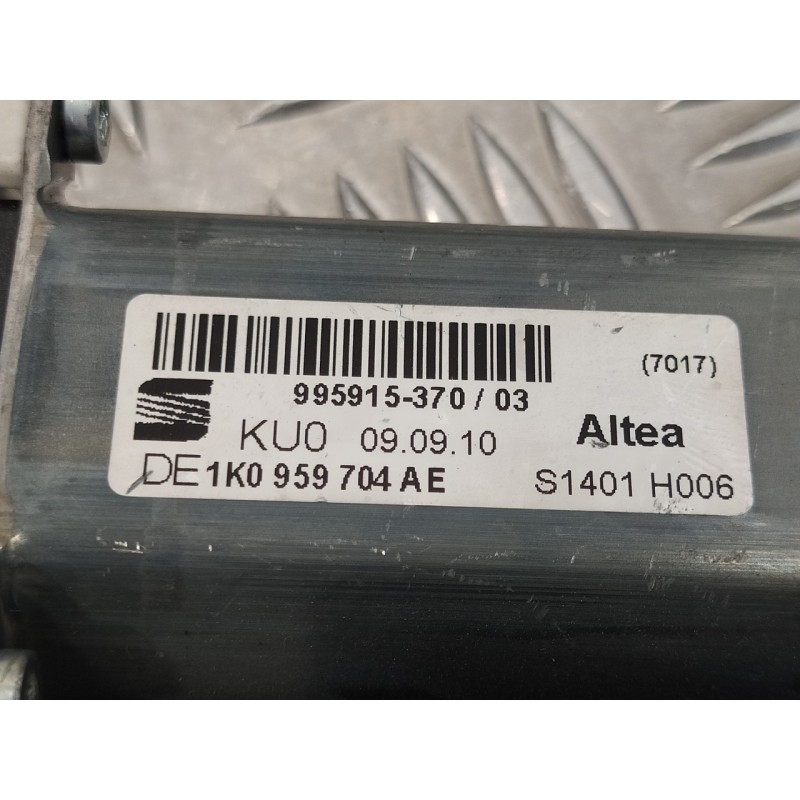 (7017)
995915-370 / 03
KU0 09.09.10 Altea
DE 1K0 959 704 AE S1401 H006